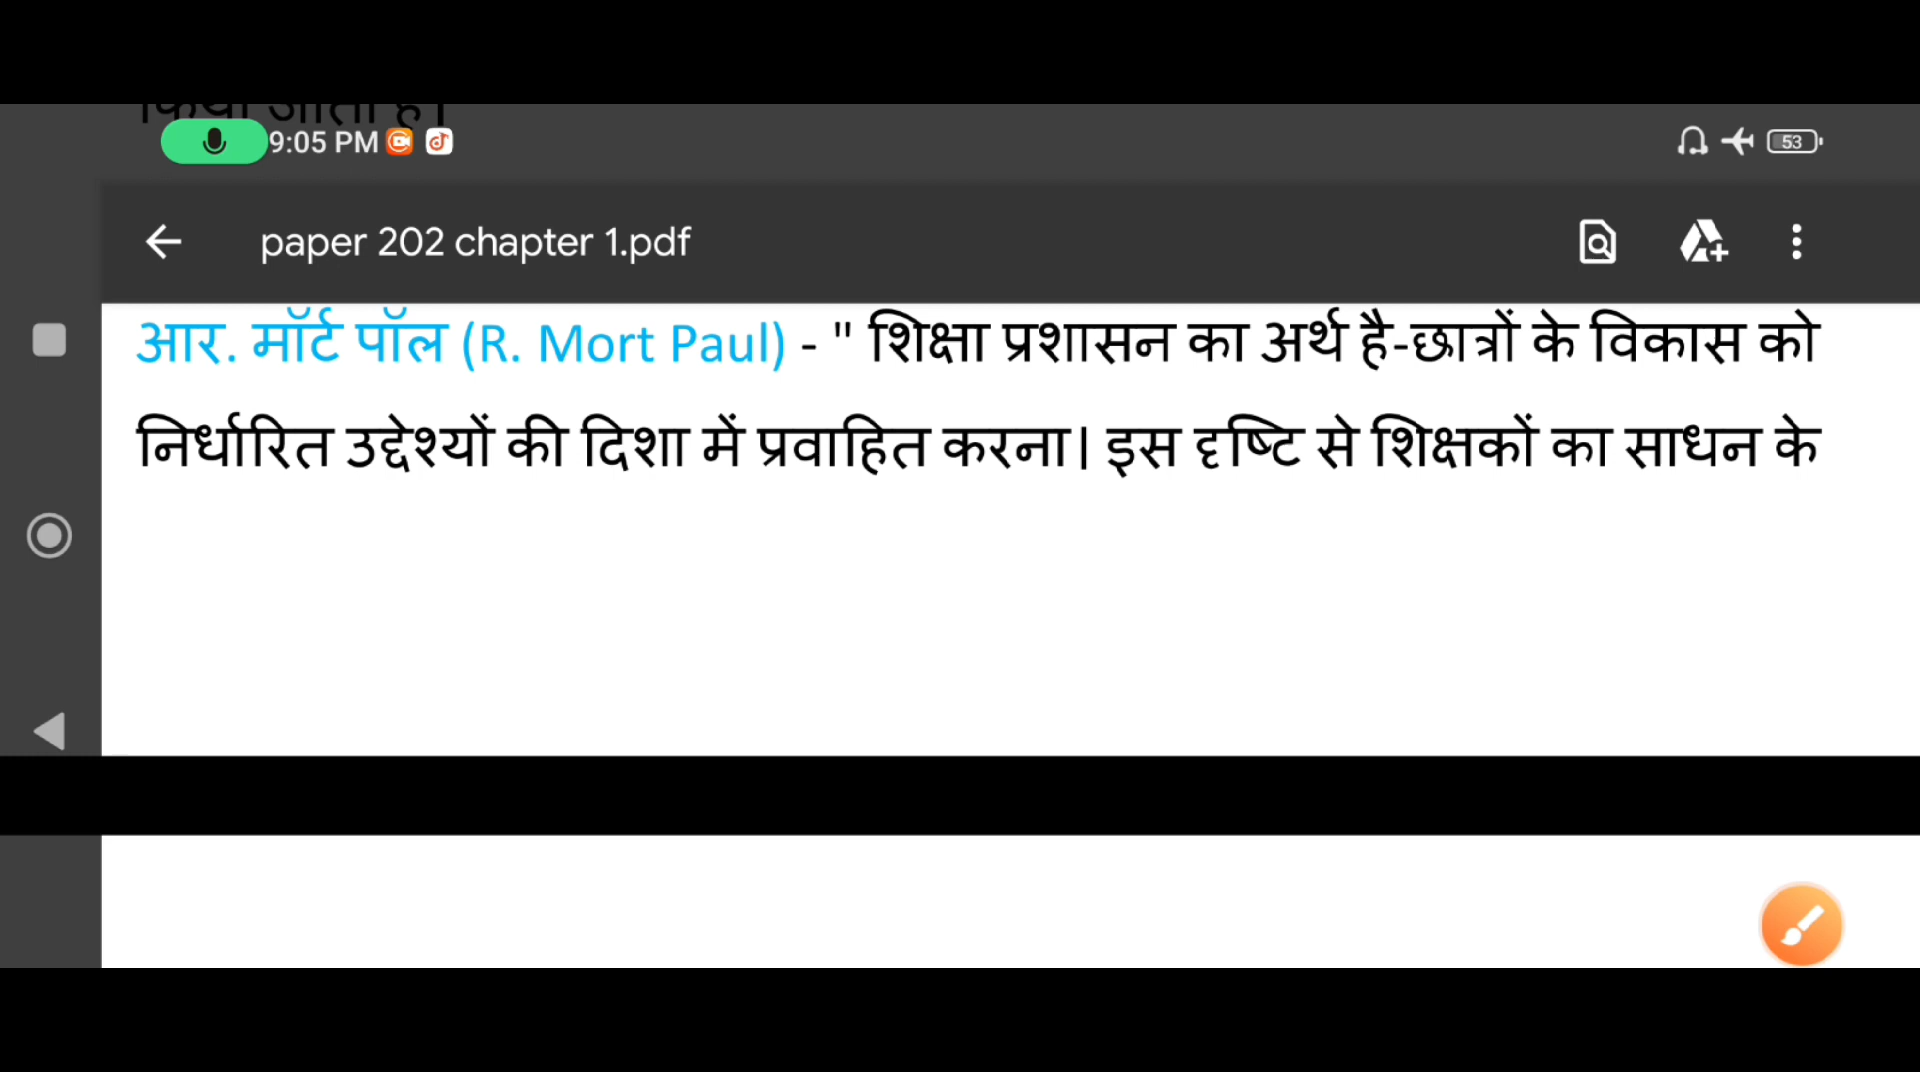 9:05 PM
53
paper 202 chapter 1.pdf
आर. मॉर्ट पॉल (R. Mort Paul) - " शिक्षा प्रशासन का अर्थ है-छात्रों के विकास को
निर्धारित उद्देश्यों की दिशा में प्रवाहित करना। इस दृष्टि से शिक्षकों का साधन के